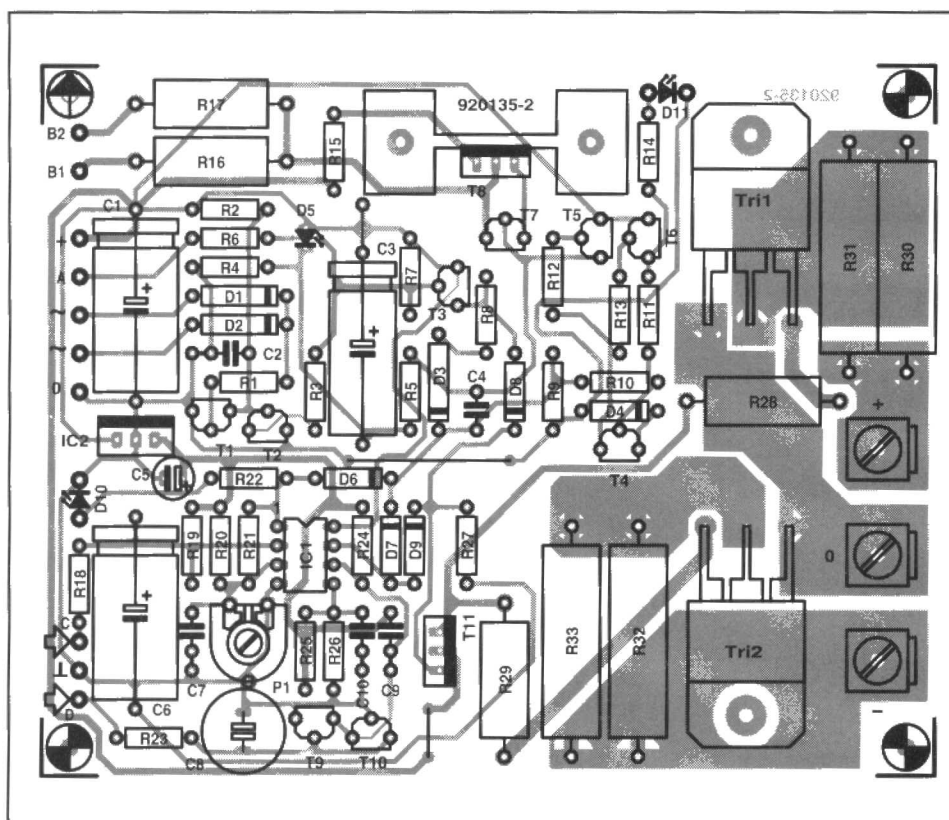 B2
R17
R15
920135-2
D11
920135-2
B1
R16
T8
R14
Tri1
C1
R2
D5
T7
T5
T6
R31
R30
+
R6
C3
R7
R12
A
R4
T3
R8
R13
R11
~
D1
D2
C2
~
R1
R3
R5
D3
C4
D8
R9
R10
R28
0
D4
+
IC2
T1
T2
C5
R22
D6
T4
D10
R19
R20
R21
IC1
R24
D7
D9
R27
0
R18
C
T11
R33
R32
R25
R26
R29
Tri2
⊥
C7
P1
C10
C9
D
C6
R23
C8
T9
T10
-